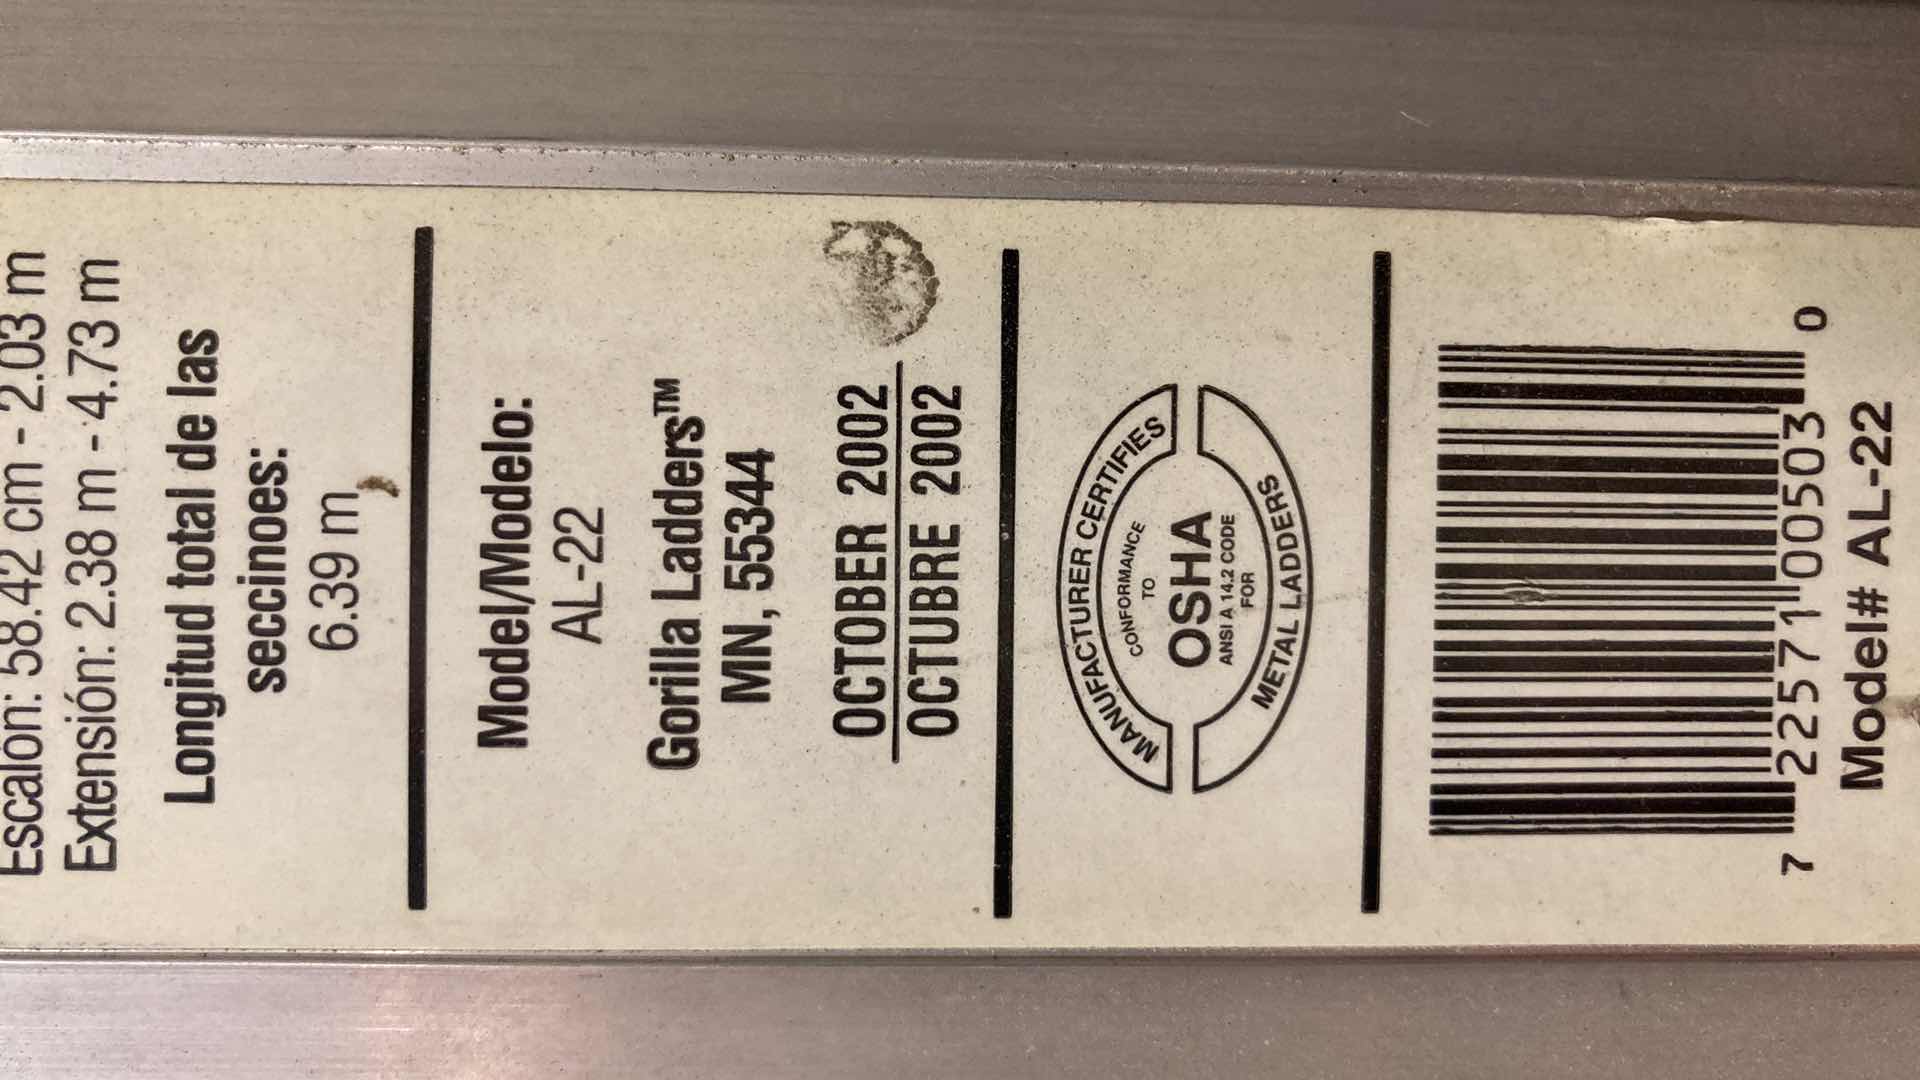 Escalón: 58.42 cm - 2.03 m
Extensión: 2.38 m - 4.73 m
Longitud total de las
seccinoes:
6.39 m
Model/Modelo:
AL-22
Gorilla Ladders™
MN, 55344
OCTOBER 2002
OCTUBRE 2002
MANUFACTURER CERTIFIES
CONFORMANCE
TO
OSHA
ANSI A 14.2 CODE
FOR
METAL LADDERS
7 22571 00503 0
Model# AL-22